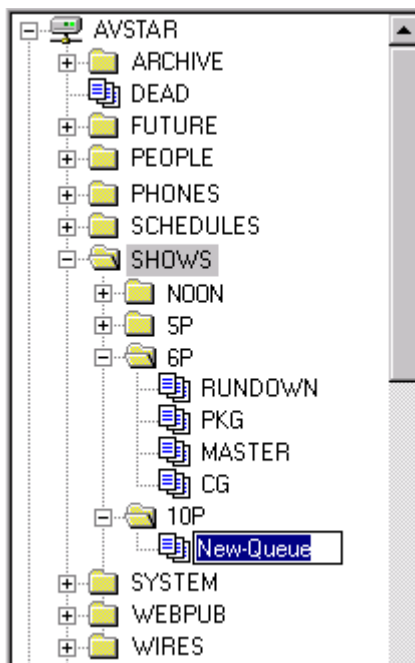 AVSTAR
ARCHIVE
DEAD
FUTURE
PEOPLE
PHONES
SCHEDULES
SHOWS
NOON
5P
6P
RUNDOWN
PKG
MASTER
CG
10P
New-Queue
SYSTEM
WEBPUB
WIRES